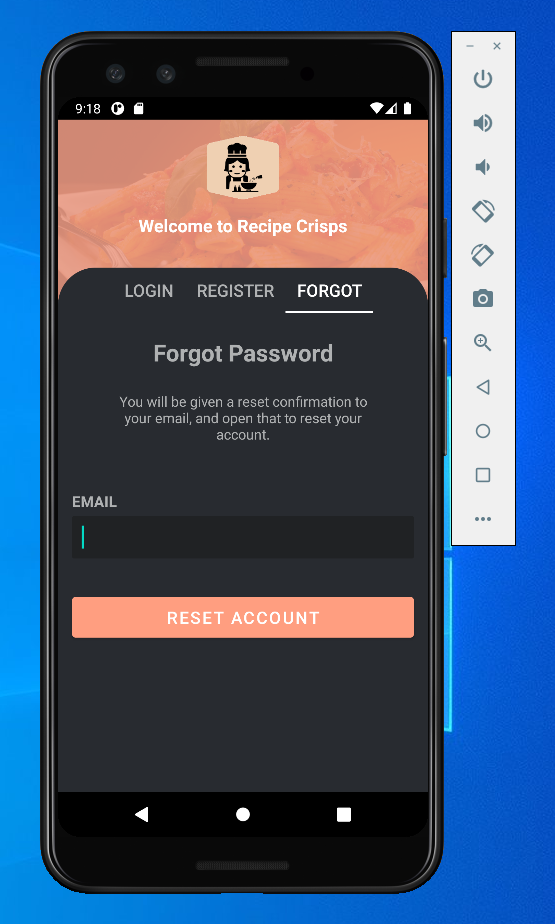 9:18
Welcome to Recipe Crisps
LOGIN REGISTER FORGOT
Forgot Password
You will be given a reset confirmation to
your email, and open that to reset your
account.
EMAIL
RESET ACCOUNT